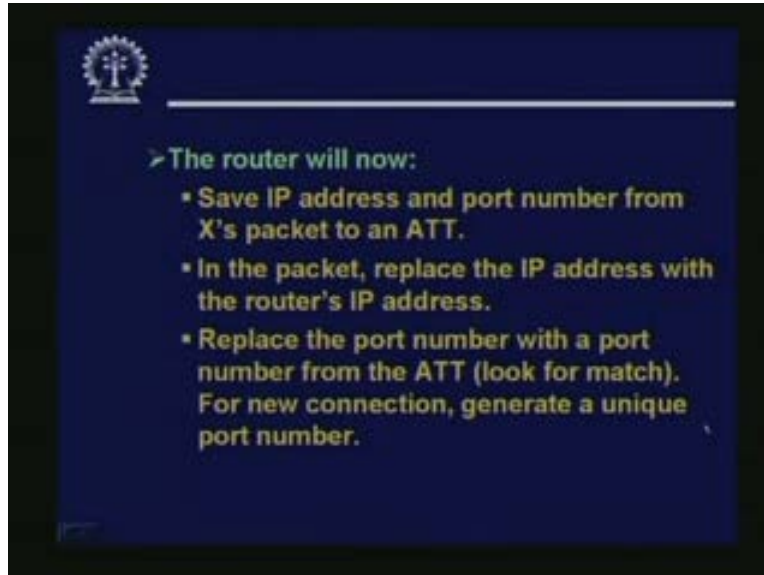 ➢The router will now:
▪ Save IP address and port number from
X's packet to an ATT.
▪ In the packet, replace the IP address with
the router's IP address.
▪ Replace the port number with a port
number from the ATT (look for match).
For new connection, generate a unique
port number.